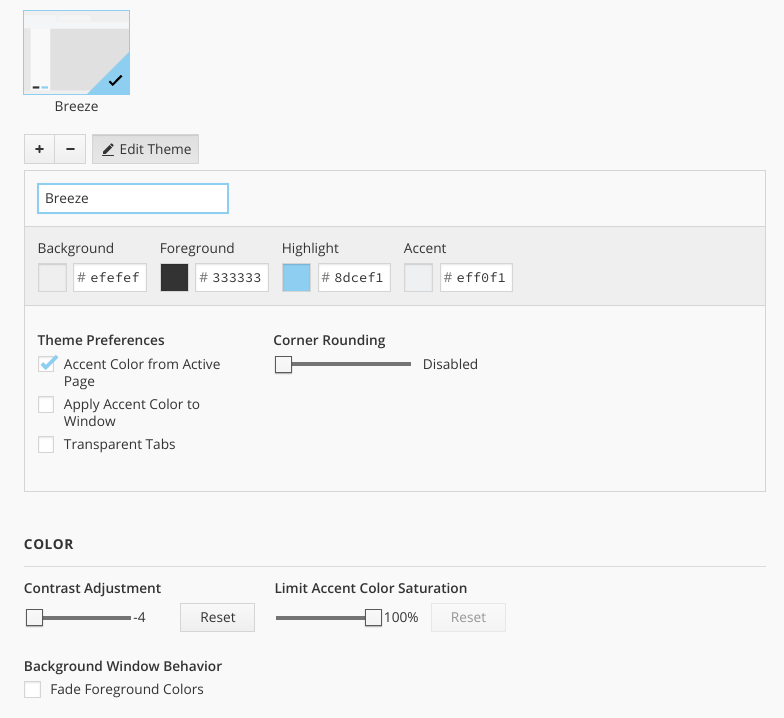 Breeze
+ − Edit Theme
Breeze
Background Foreground Highlight Accent
# efefef # 333333 # 8dcef1 # eff0f1
Theme Preferences Corner Rounding
Accent Color from Active Disabled
Page
Apply Accent Color to
Window
Transparent Tabs
COLOR
Contrast Adjustment Limit Accent Color Saturation
-4 Reset 100% Reset
Background Window Behavior
Fade Foreground Colors